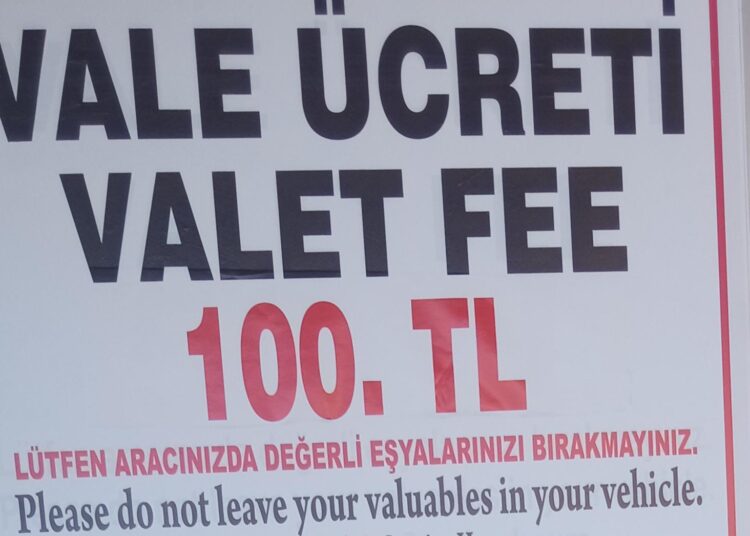 VALE ÜCRETİ
VALET FEE
100. TL
LÜTFEN ARACINIZDA DEĞERLİ EŞYALARINIZI BIRAKMAYINIZ.
Please do not leave your valuables in your vehicle.